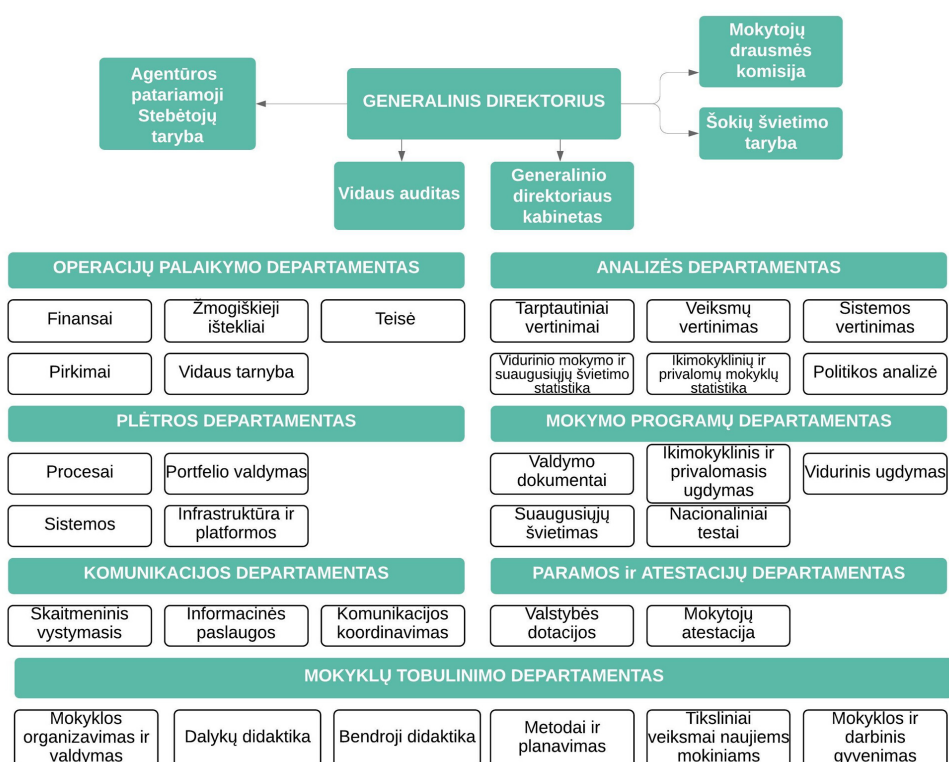 Mokytojų
drausmės
komisija
Agentūros
patariamoji
Stebėtojų
taryba
GENERALINIS DIREKTORIUS
Šokių švietimo
taryba
Vidaus auditas
Generalinio
direktoriaus
kabinetas
OPERACIJŲ PALAIKYMO DEPARTAMENTAS
Finansai
Žmogiškieji
ištekliai
Teisė
Pirkimai
Vidaus tarnyba
ANALIZĖS DEPARTAMENTAS
Tarptautiniai
vertinimai
Veiksmų
vertinimas
Sistemos
vertinimas
Vidurinio mokymo ir
suaugusiųjų švietimo
statistika
Ikimokyklinių ir
privalomų mokyklų
statistika
Politikos analizė
PLĖTROS DEPARTAMENTAS
Procesai
Portfelio valdymas
Sistemos
Infrastruktūra ir
platformos
MOKYMO PROGRAMŲ DEPARTAMENTAS
Valdymo
dokumentai
Ikimokyklinis ir
privalomasis
ugdymas
Vidurinis ugdymas
Suaugusiųjų
švietimas
Nacionaliniai
testai
KOMUNIKACIJOS DEPARTAMENTAS
Skaitmeninis
vystymasis
Informacinės
paslaugos
Komunikacijos
koordinavimas
PARAMOS ir ATESTACIJŲ DEPARTAMENTAS
Valstybės
dotacijos
Mokytojų
atestacija
MOKYKLŲ TOBULINIMO DEPARTAMENTAS
Mokyklos
organizavimas ir
valdymas
Dalykų didaktika
Bendroji didaktika
Metodai ir
planavimas
Tiksliniai
veiksmai naujiems
mokiniams
Mokyklos ir
darbinis
gyvenimas